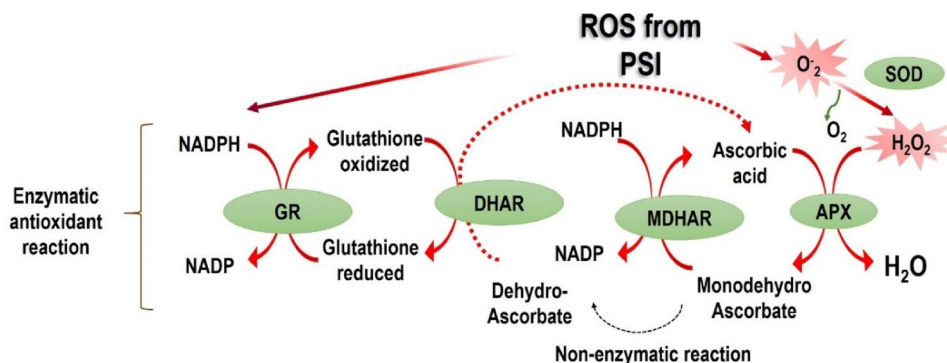 ROS from
PSI
O⁻₂
SOD
O₂
H₂O₂
Enzymatic
antioxidant
reaction
NADPH
Glutathione
oxidized
GR
DHAR
NADP
Glutathione
reduced
Dehydro-
Ascorbate
NADPH
Ascorbic
acid
MDHAR
APX
NADP
Monodehydro
Ascorbate
H₂O
Non-enzymatic reaction